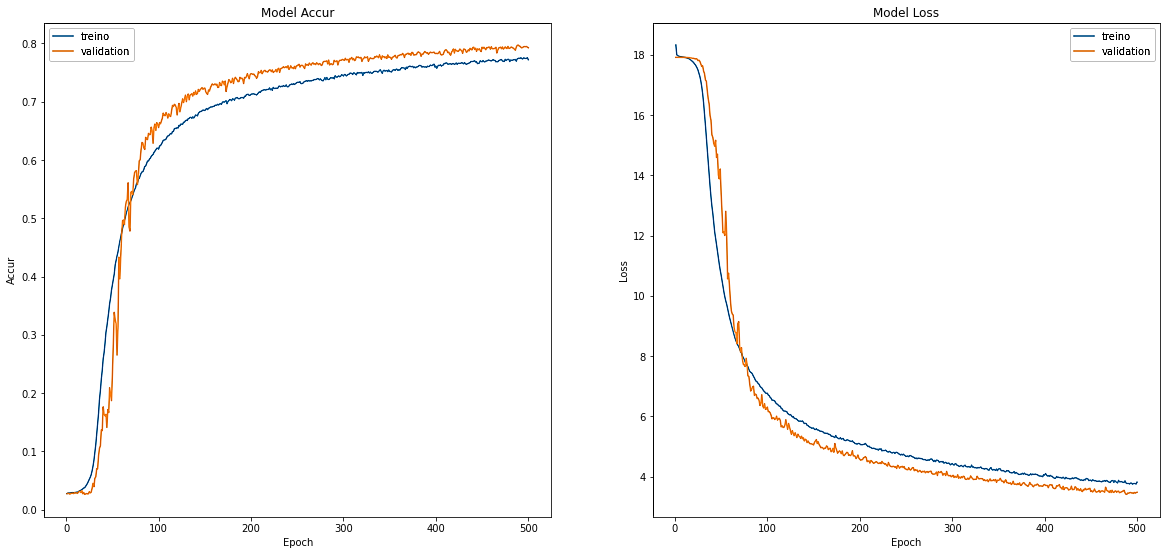 Model Accur
treino
validation
0.8
0.7
0.6
0.5
0.4
0.3
0.2
0.1
0.0
Accur
0
100
200
300
400
500
Epoch
Model Loss
treino
validation
18
16
14
12
10
8
6
4
Loss
0
100
200
300
400
500
Epoch